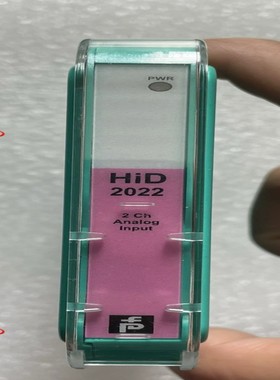 PWR
HiD
2022
2 Ch
Analog
Input